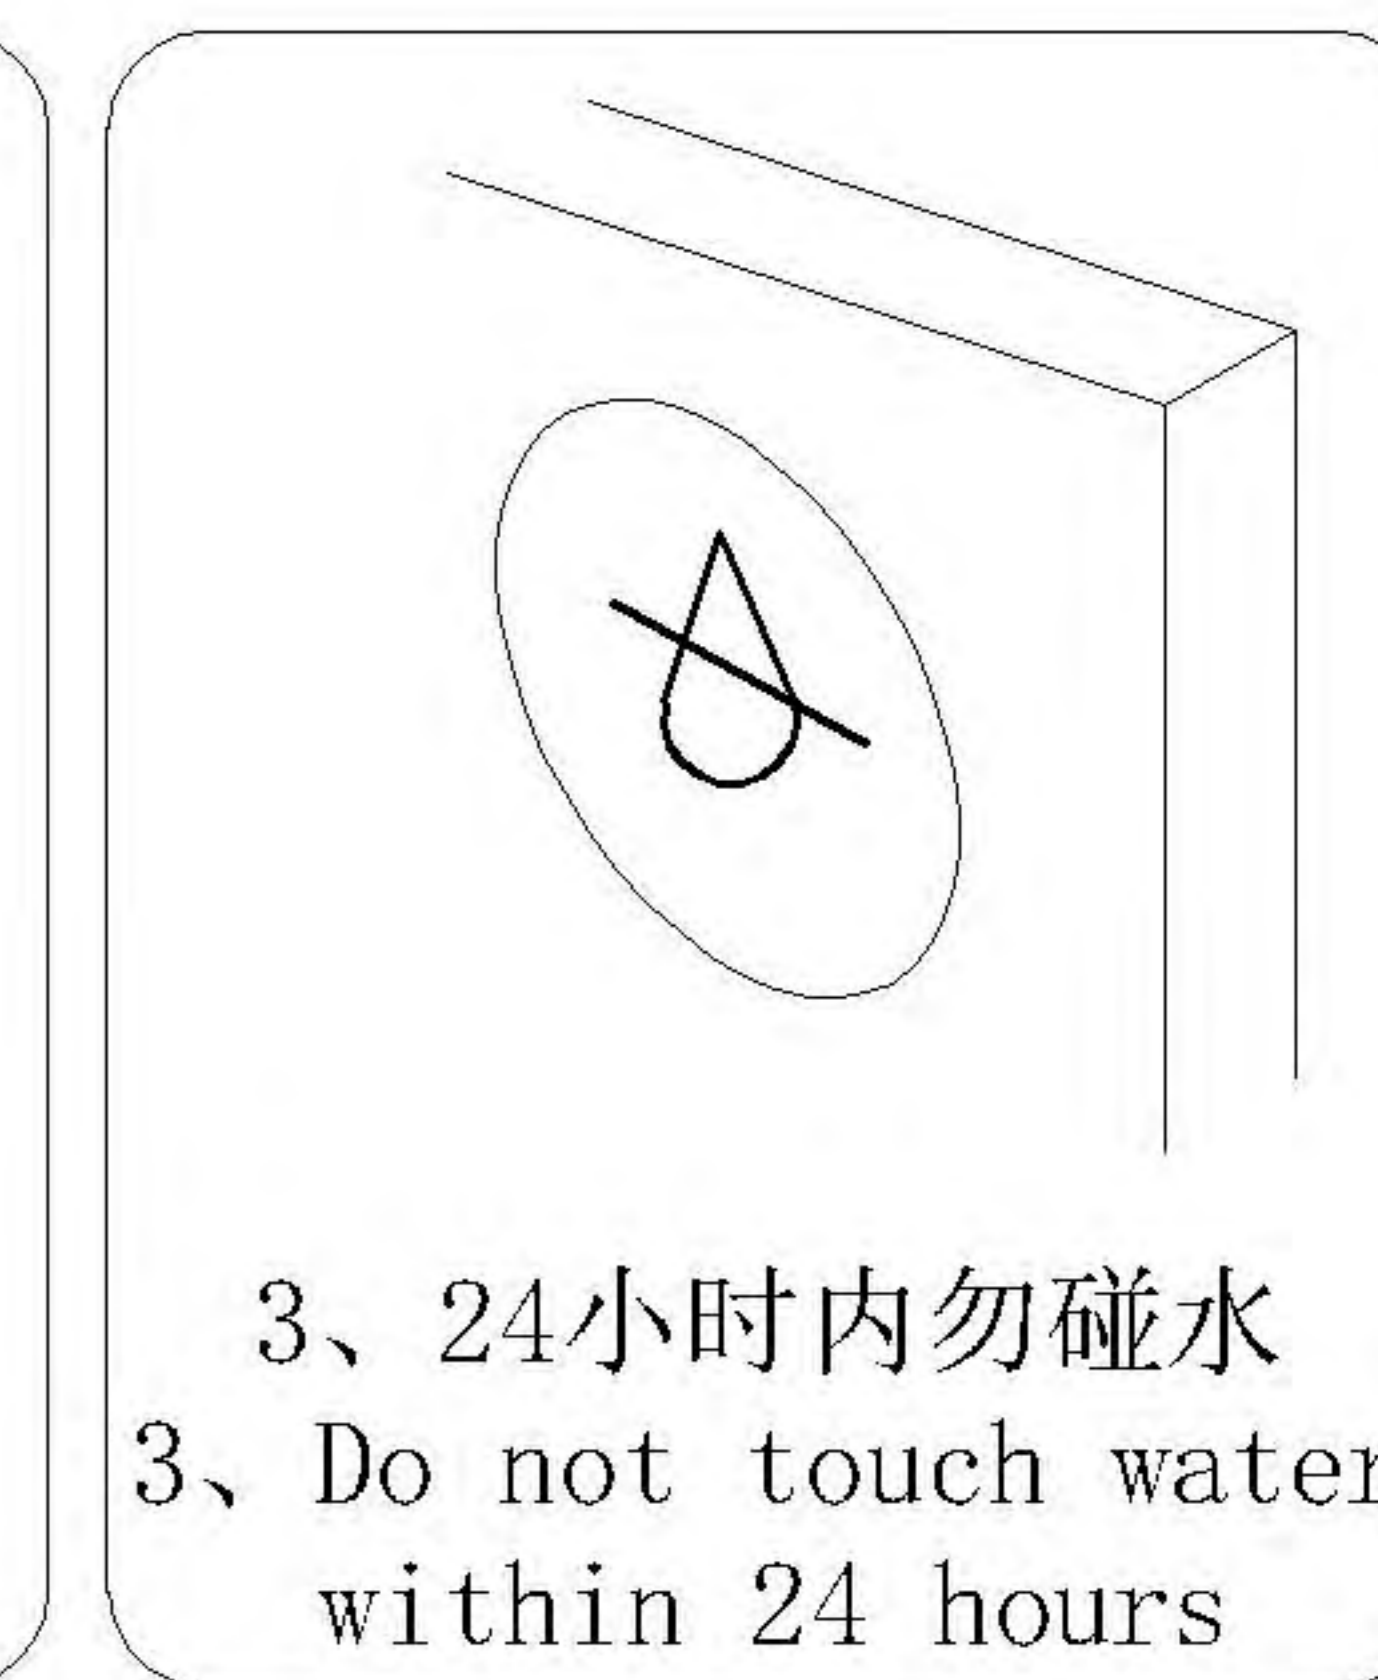 3、24小时内勿碰水
3、Do not touch water
within 24 hours